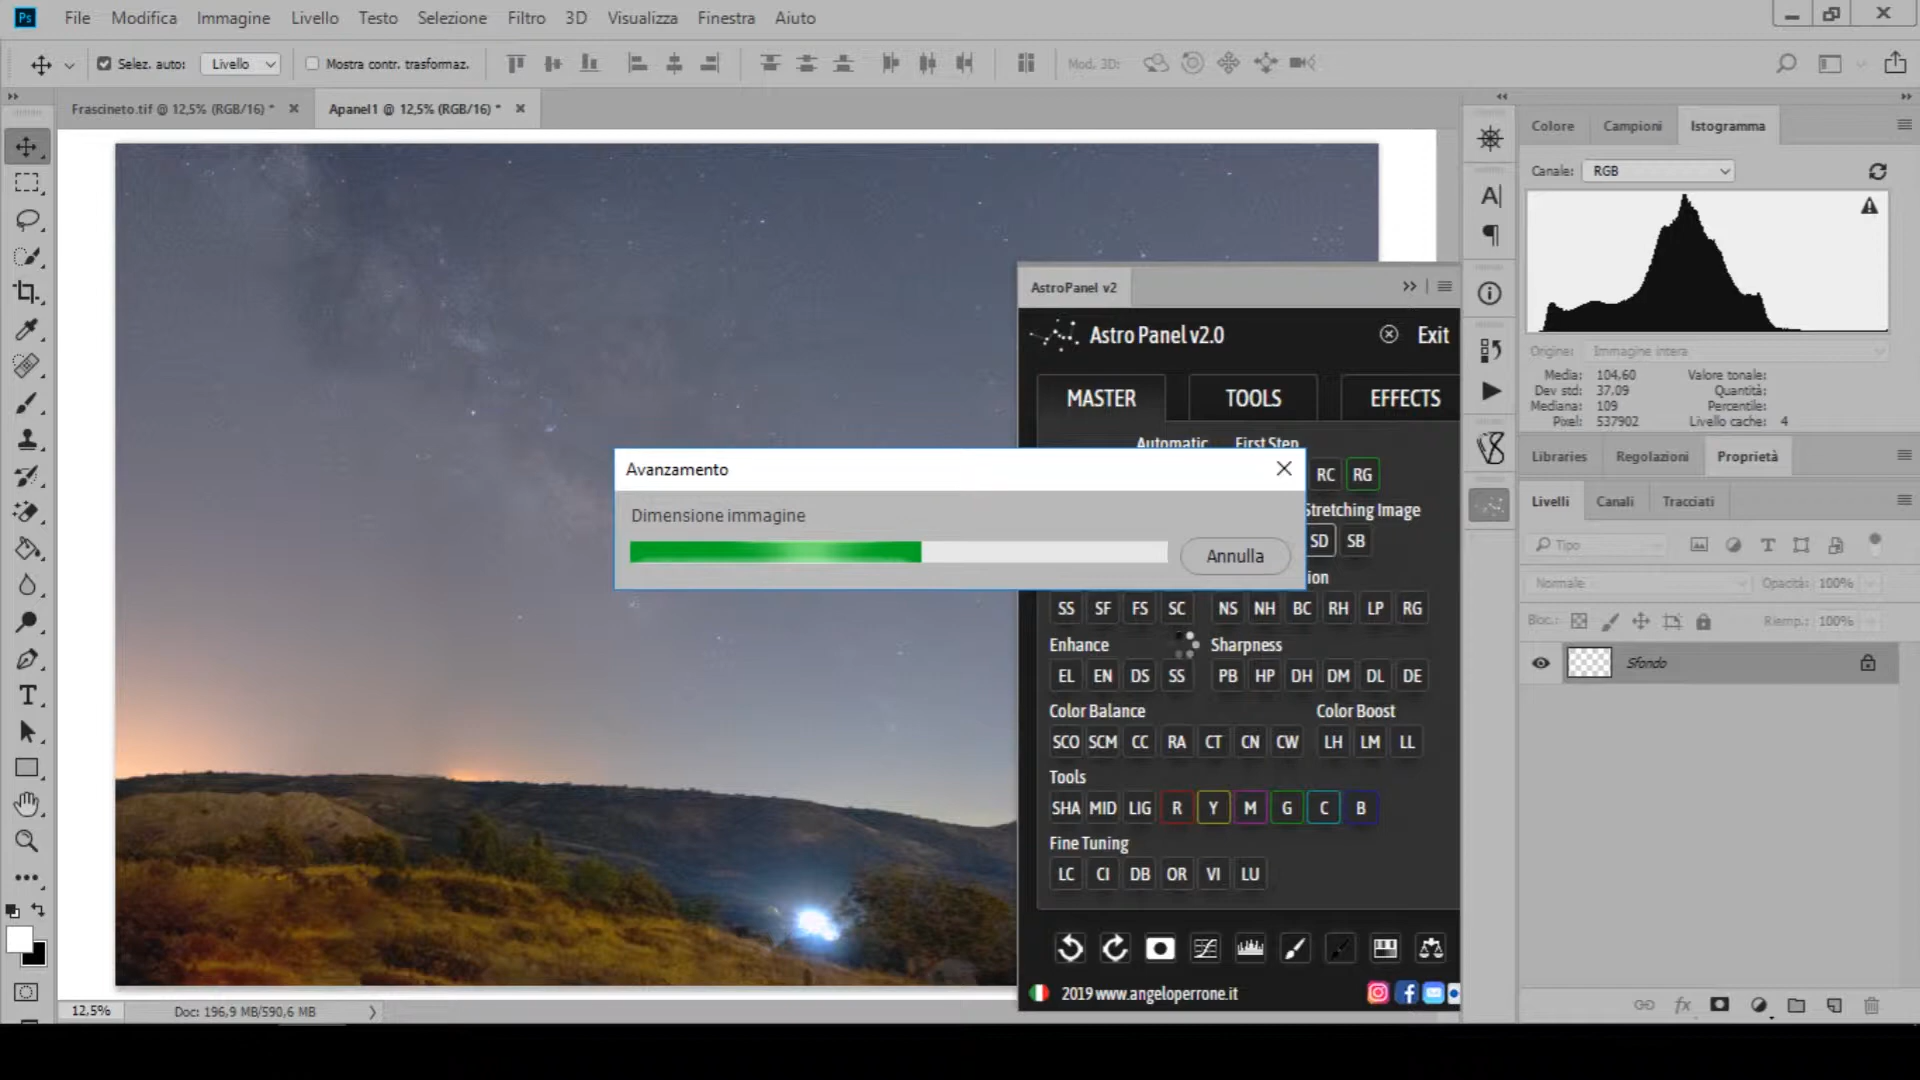 Ps File Modifica Immagine Livello Testo Selezione Filtro 3D Visualizza Finestra Aiuto
Selez. auto: Livello Mostra contr. trasformaz. Mod. 3D:
Frascineto.tif @ 12,5% (RGB/16) * Apanel1 @ 12,5% (RGB/16) *
Colore Campioni Istogramma
Canale: RGB
Origine: Immagine intera
Media: 104,60 Valore tonale:
Dev std: 37,09 Quantità:
Mediana: 109 Percentile:
Pixel: 537902 Livello cache: 4
Libraries Regolazioni Proprietà
Livelli Canali Tracciati
Tipo
Normale Opacità: 100%
Bloc.: Riemp.: 100%
Sfondo
AstroPanel v2
Astro Panel v2.0 Exit
MASTER TOOLS EFFECTS
Automatic First Step
RC RG
Stretching Image
SD SB
Avanzamento
Dimensione immagine
Annulla
SS SF FS SC NS NH BC RH LP RG
Enhance Sharpness
EL EN DS SS PB HP DH DM DL DE
Color Balance Color Boost
SCO SCM CC RA CT CN CW LH LM LL
Tools
SHA MID LIG R Y M G C B
Fine Tuning
LC CI DB OR VI LU
2019 www.angeloperrone.it
12,5% Doc: 196,9 MB/590,6 MB